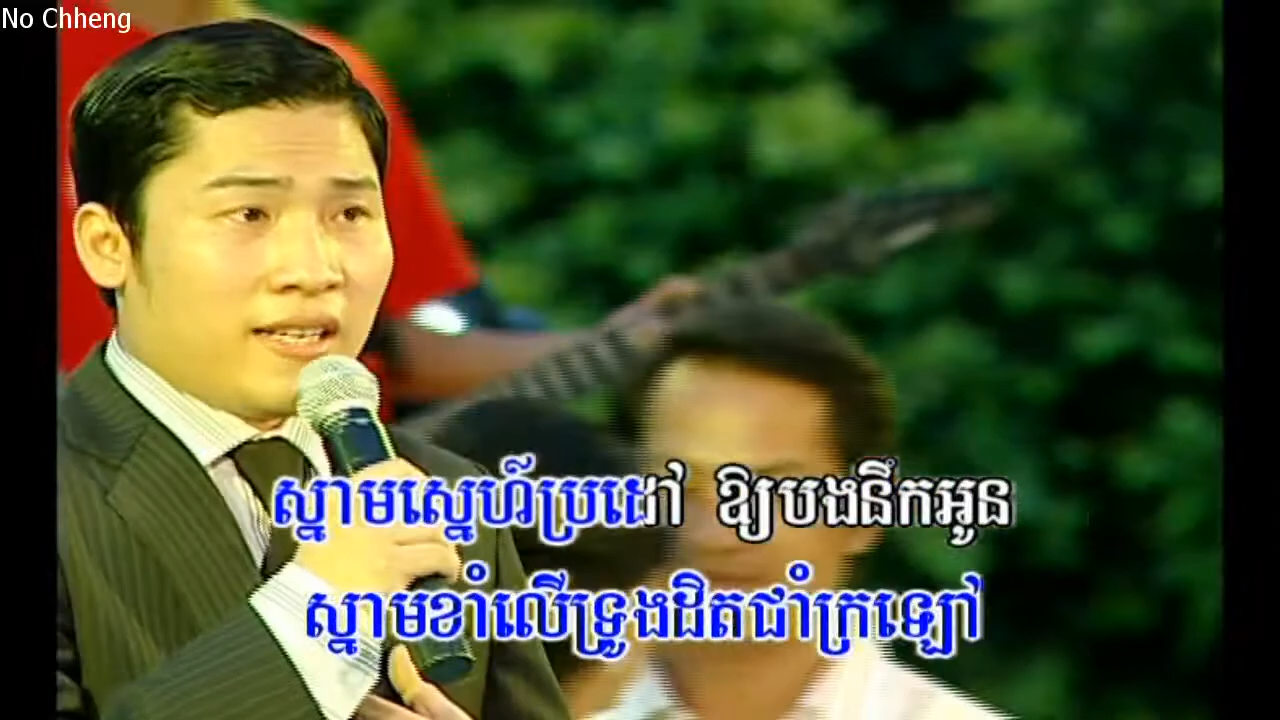 No Chheng
ស្នាមស្នេហ៍ប្រដៅ ឱ្យបងនឹកអូន
ស្នាមខាំលើទ្រូងដិតជាំក្រឡៅ